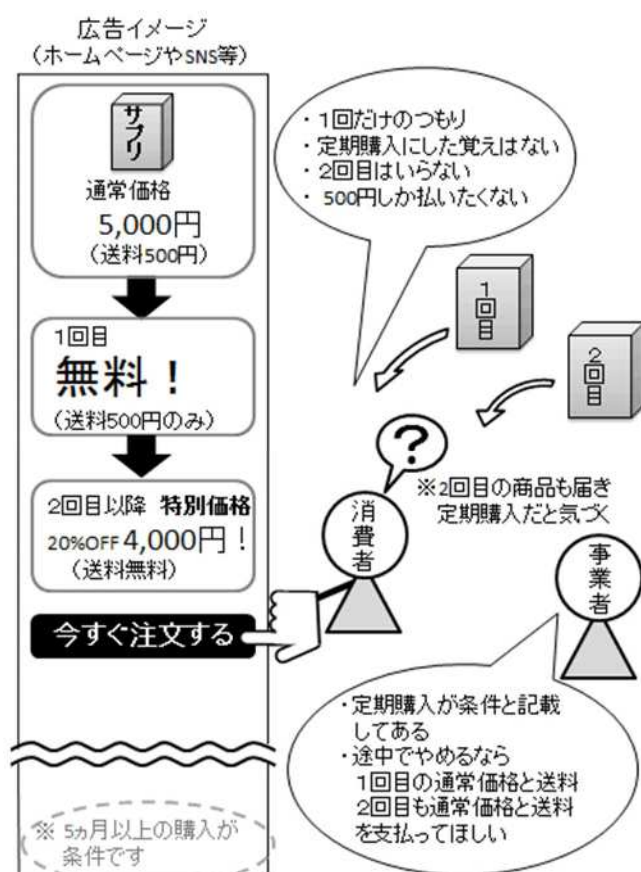 広告イメージ
(ホームページやSNS等)
サプリ
通常価格
5,000円
(送料500円)
1回目
無料！
(送料500円のみ)
2回目以降 特別価格
20%OFF 4,000円！
(送料無料)
今すぐ注文する
※ 5ヵ月以上の購入が
条件です
・1回だけのつもり
・定期購入にした覚えはない
・2回目はいらない
・500円しか払いたくない
1回目
2回目
?
※2回目の商品も届き
定期購入だと気づく
消費者
事業者
・定期購入が条件と記載
してある
・途中でやめるなら
1回目の通常価格と送料
2回目も通常価格と送料
を支払ってほしい